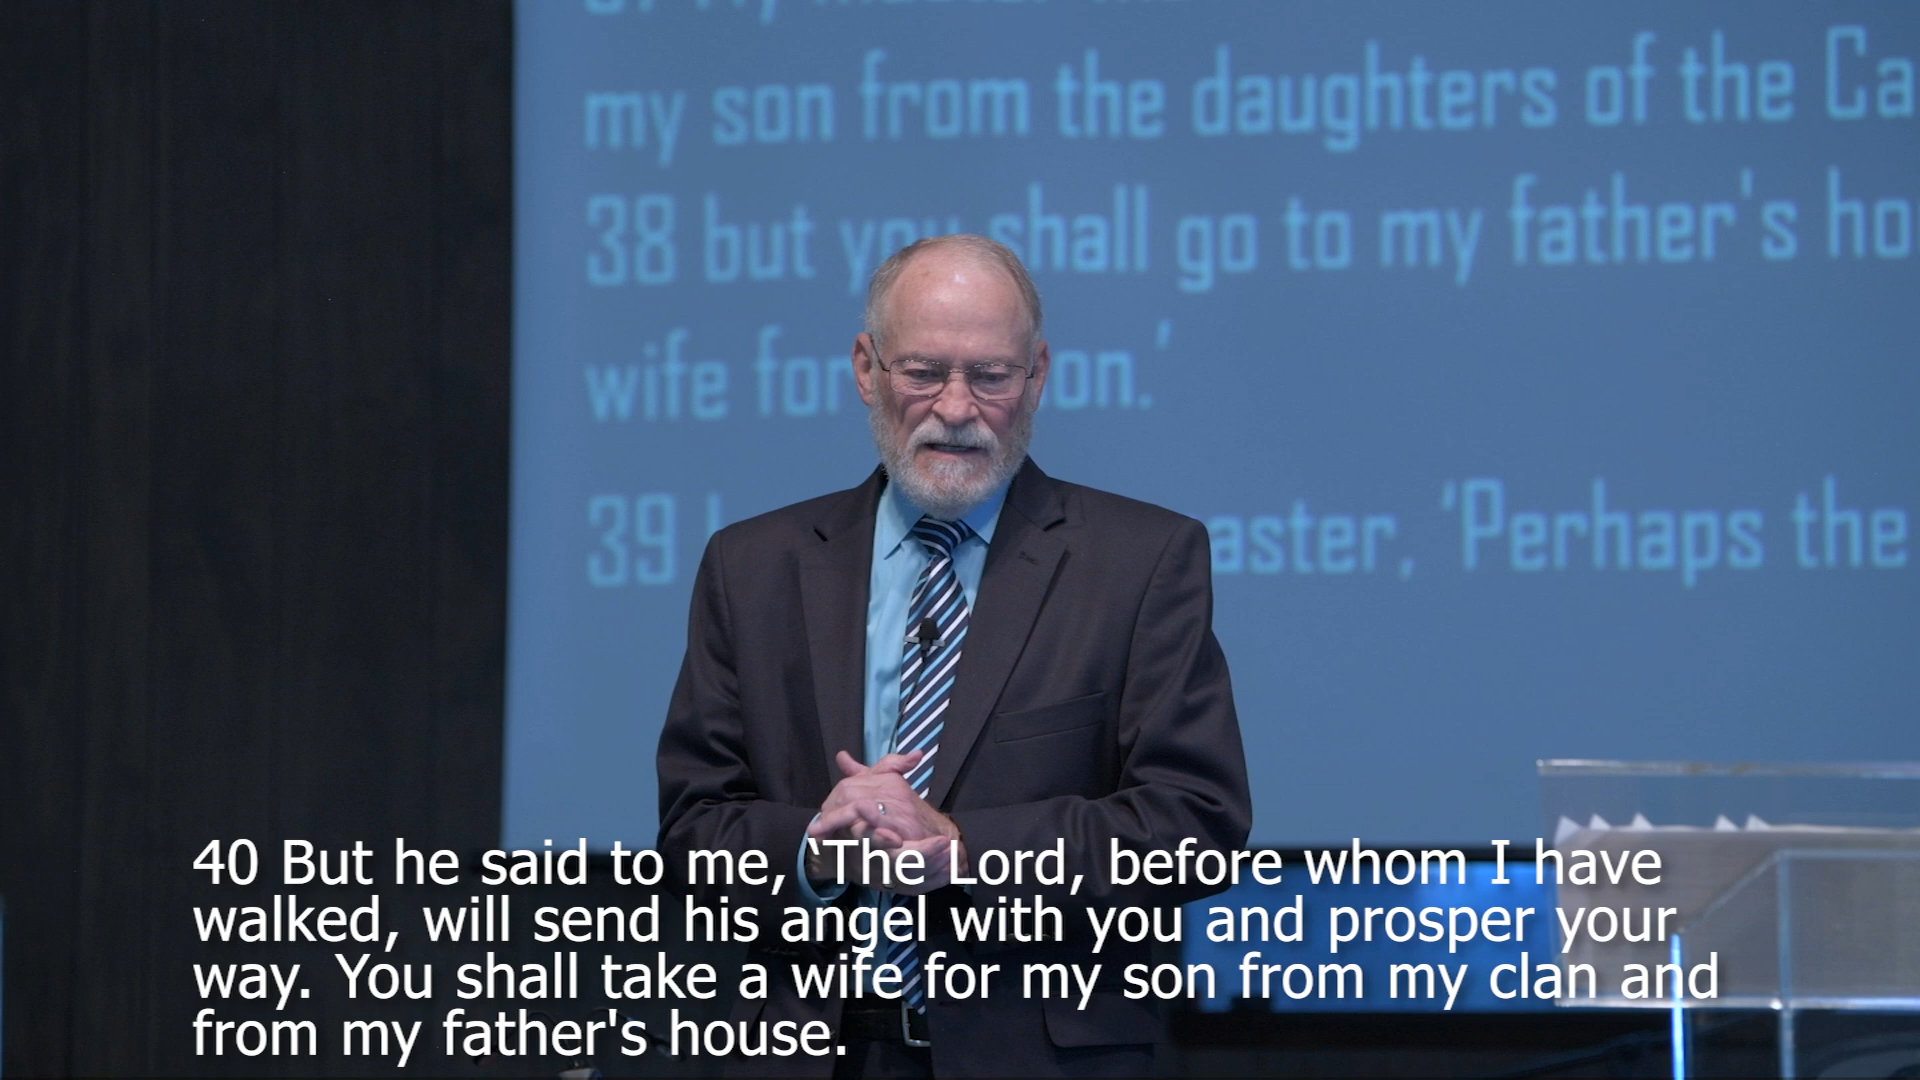 my son from the daughters of the Ca
38 but you shall go to my father's ho
wife for on.’
39 aster, ‘Perhaps the
40 But he said to me, ‘The Lord, before whom I have
walked, will send his angel with you and prosper your
way. You shall take a wife for my son from my clan and
from my father's house.